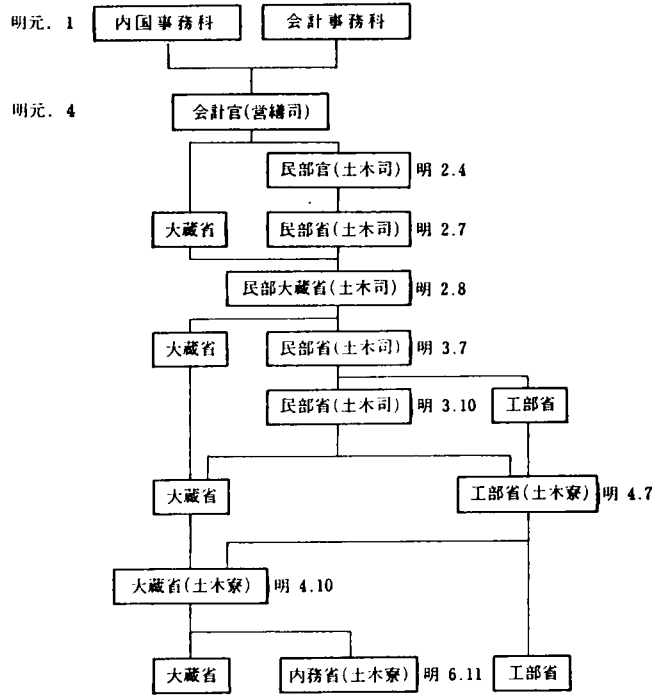 明元. 1 内国事務科 会計事務科
明元. 4 会計官(営繕司)
民部官(土木司) 明 2.4
大蔵省 民部省(土木司) 明 2.7
民部大蔵省(土木司) 明 2.8
大蔵省 民部省(土木司) 明 3.7
民部省(土木司) 明 3.10 工部省
大蔵省 工部省(土木寮) 明 4.7
大蔵省(土木寮) 明 4.10
大蔵省 内務省(土木寮) 明 6.11 工部省